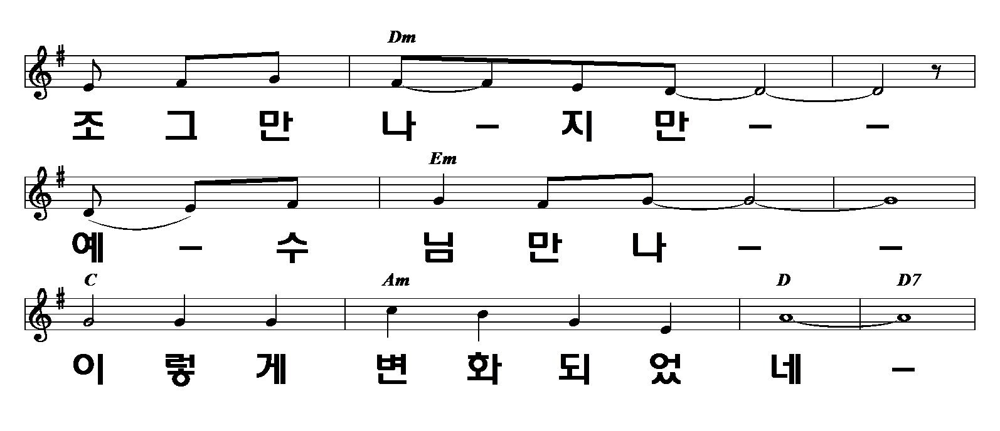 Dm
조 그 만 나 - 지 만 - -
Em
예 - 수 님 만 나 - -
C Am D D7
이 렇 게 변 화 되 었 네 -